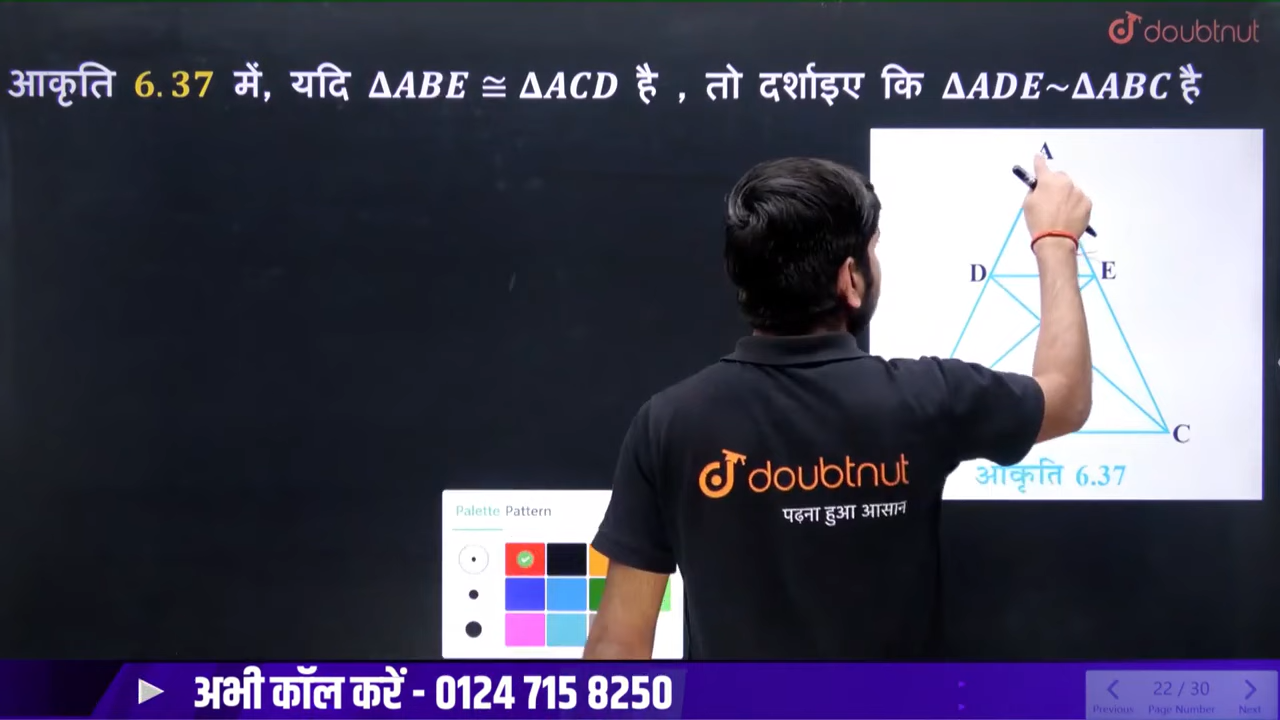 doubtnut
आकृति 6.37 में, यदि ΔABE ≅ ΔACD है , तो दर्शाइए कि ΔADE~ΔABC है
A
D
E
C
आकृति 6.37
doubtnut
पढ़ना हुआ आसान
Palette Pattern
अभी कॉल करें - 0124 715 8250
22 / 30
Previous Page Number Next